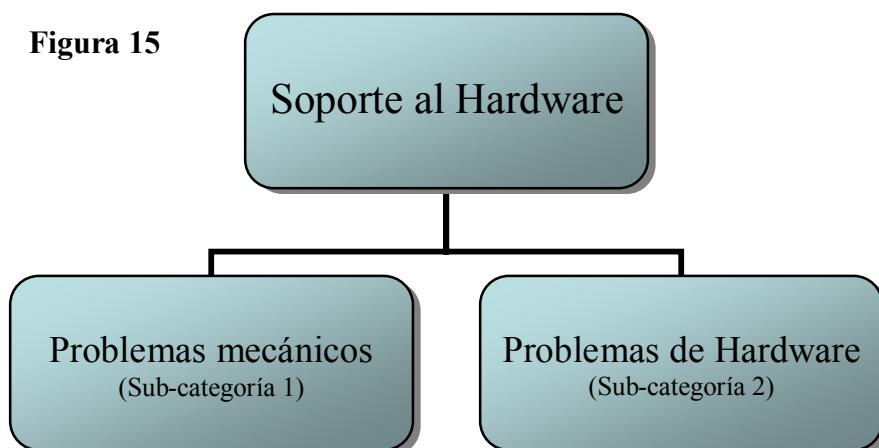 Figura 15
Soporte al Hardware
Problemas mecánicos
(Sub-categoría 1)
Problemas de Hardware
(Sub-categoría 2)